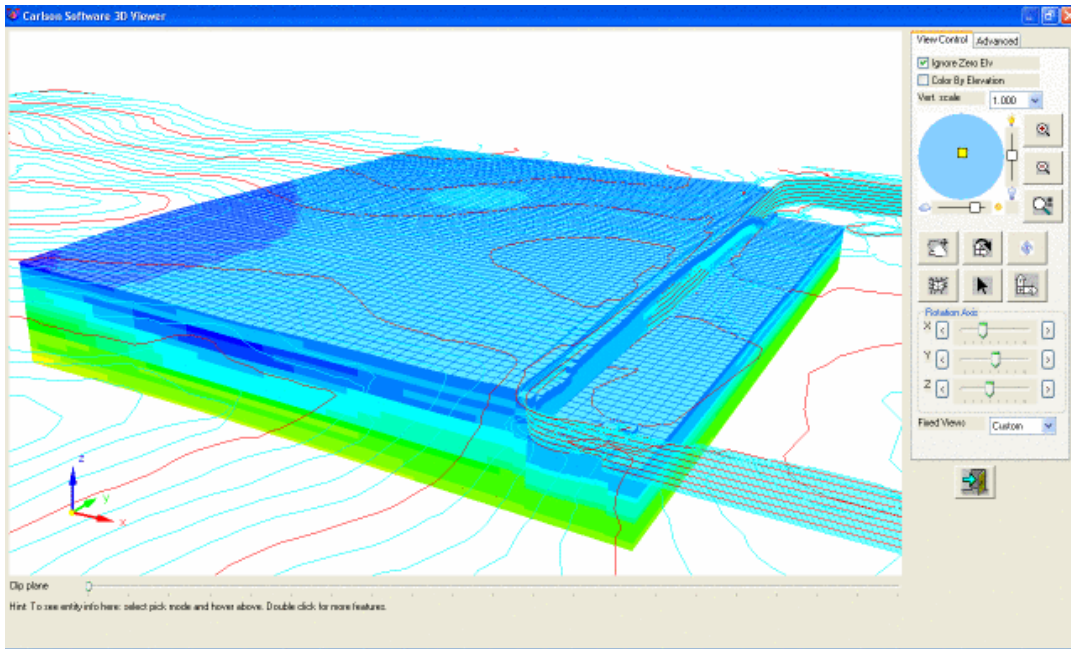 Carlson Software 3D Viewer
View Control
Advanced
Ignore Zero Elv
Color By Elevation
Vert. scale
1.000
Rotation Axis
X < >
Y < >
Z < >
Fixed Views
Custom
z
y
x
Clip plane
Hint: To see entity info here: select pick mode and hover above. Double click for more features.